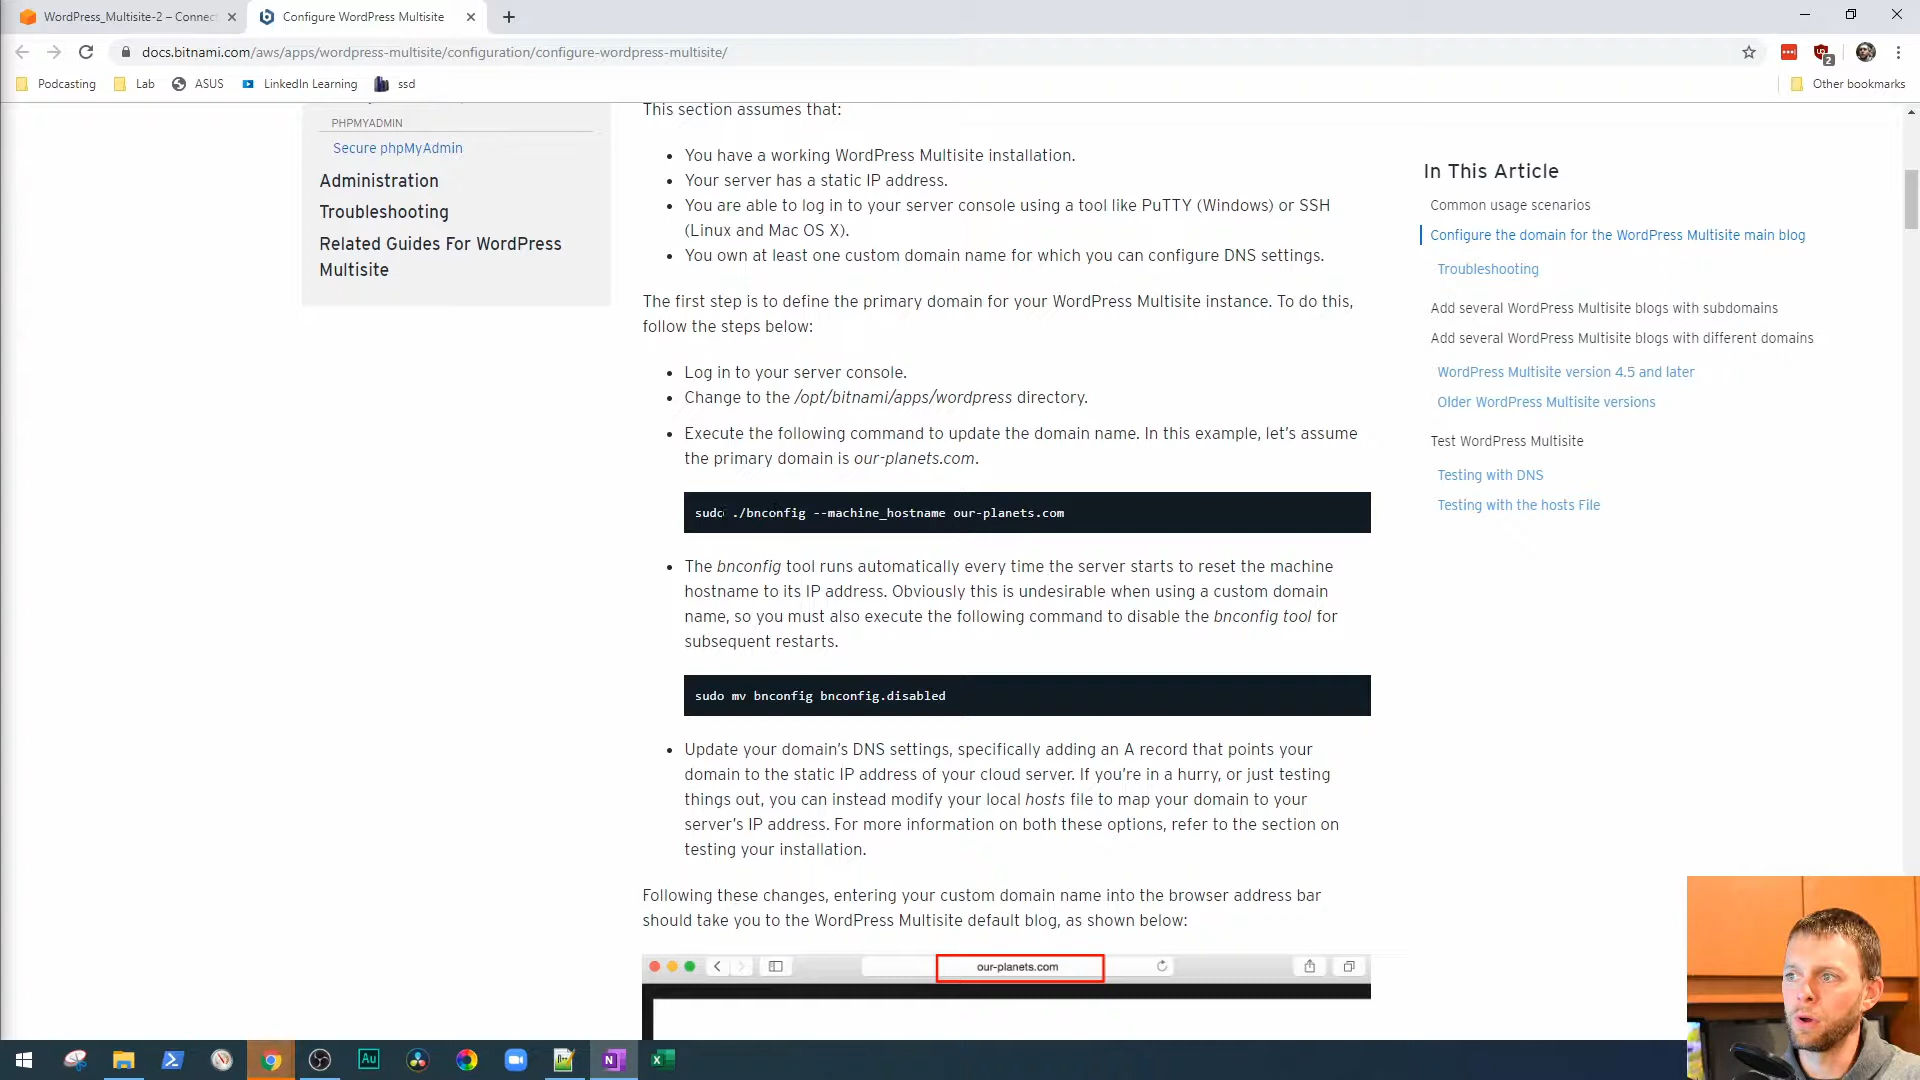 WordPress_Multisite-2 – Connec
Configure WordPress Multisite
docs.bitnami.com/aws/apps/wordpress-multisite/configuration/configure-wordpress-multisite/
2
Podcasting
Lab
ASUS
LinkedIn Learning
ssd
Other bookmarks
PHPMYADMIN
Secure phpMyAdmin
Administration
Troubleshooting
Related Guides For WordPress
Multisite
This section assumes that:
You have a working WordPress Multisite installation.
Your server has a static IP address.
You are able to log in to your server console using a tool like PuTTY (Windows) or SSH
(Linux and Mac OS X).
You own at least one custom domain name for which you can configure DNS settings.
The first step is to define the primary domain for your WordPress Multisite instance. To do this,
follow the steps below:
Log in to your server console.
Change to the /opt/bitnami/apps/wordpress directory.
Execute the following command to update the domain name. In this example, let's assume
the primary domain is our-planets.com.
sudo ./bnconfig --machine_hostname our-planets.com
The bnconfig tool runs automatically every time the server starts to reset the machine
hostname to its IP address. Obviously this is undesirable when using a custom domain
name, so you must also execute the following command to disable the bnconfig tool for
subsequent restarts.
sudo mv bnconfig bnconfig.disabled
Update your domain's DNS settings, specifically adding an A record that points your
domain to the static IP address of your cloud server. If you're in a hurry, or just testing
things out, you can instead modify your local hosts file to map your domain to your
server's IP address. For more information on both these options, refer to the section on
testing your installation.
Following these changes, entering your custom domain name into the browser address bar
should take you to the WordPress Multisite default blog, as shown below:
our-planets.com
In This Article
Common usage scenarios
Configure the domain for the WordPress Multisite main blog
Troubleshooting
Add several WordPress Multisite blogs with subdomains
Add several WordPress Multisite blogs with different domains
WordPress Multisite version 4.5 and later
Older WordPress Multisite versions
Test WordPress Multisite
Testing with DNS
Testing with the hosts File
Au
N
X